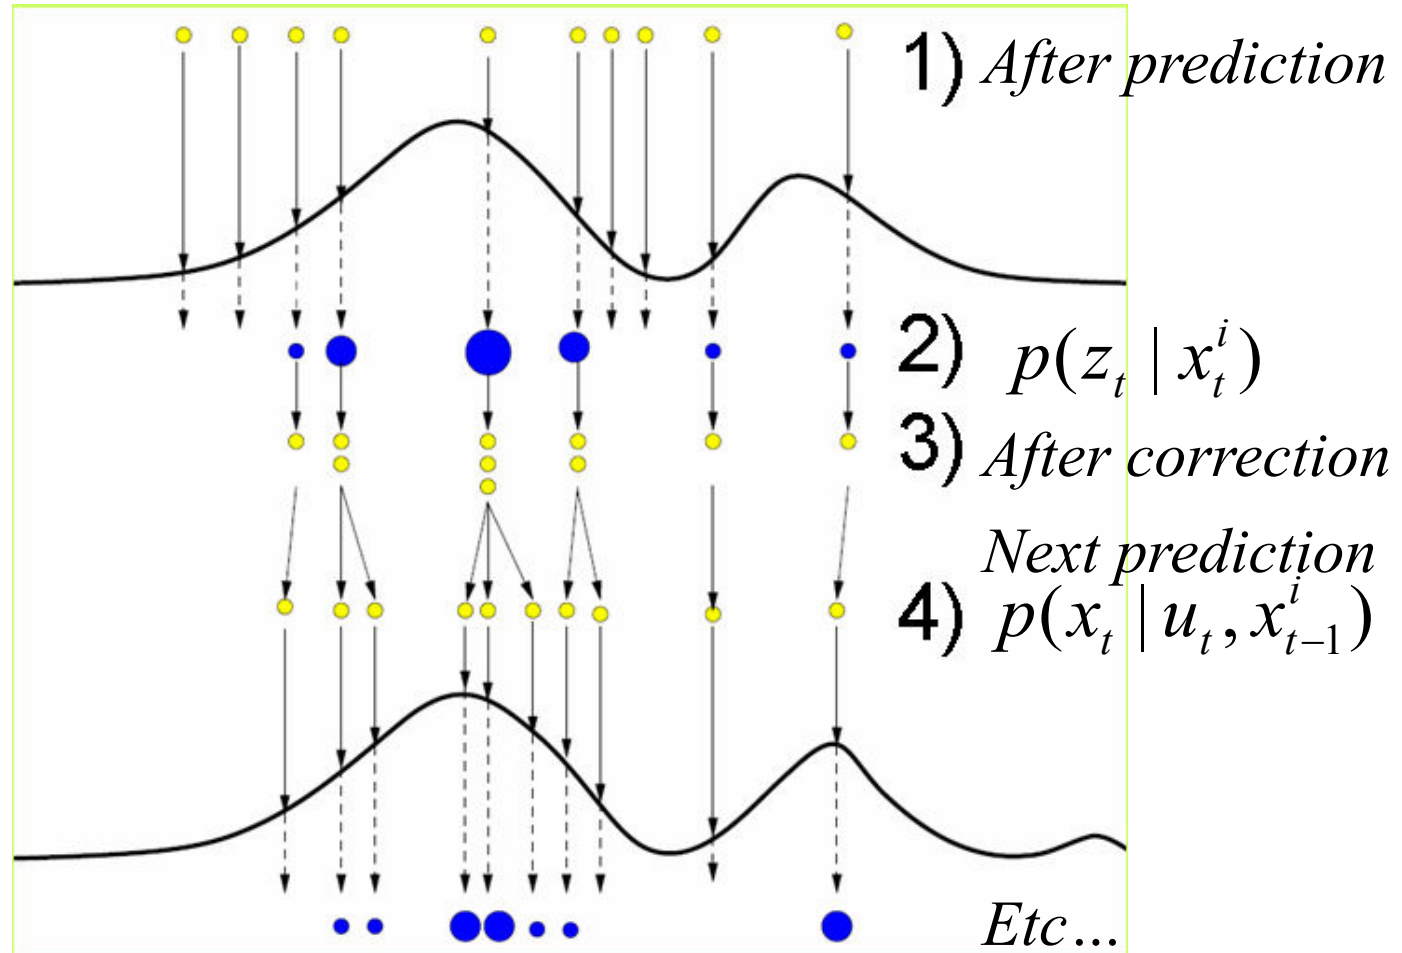 1) After prediction
2) p(z_t | x_t^i)
3) After correction
Next prediction
4) p(x_t | u_t, x_{t-1}^i)
Etc...